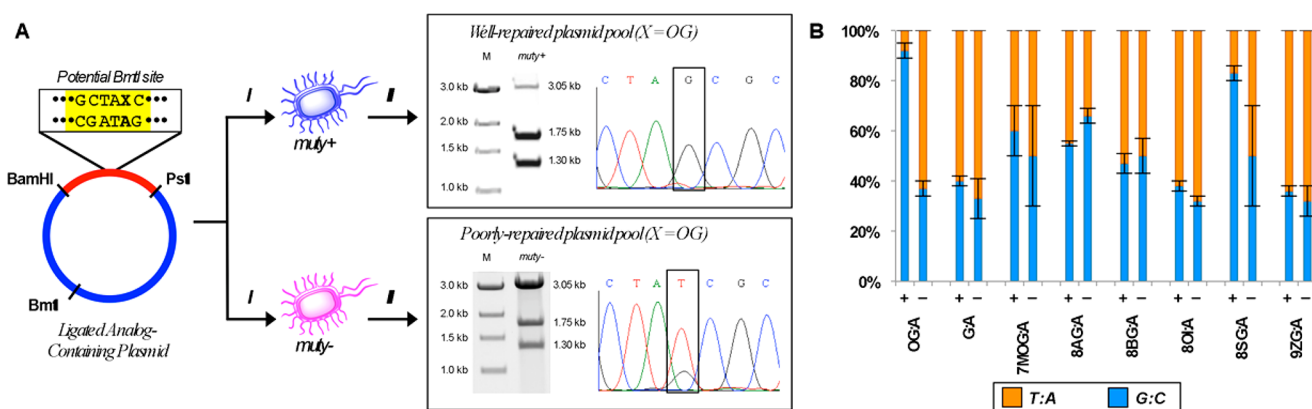 A
Potential BmtI site
•••GCTAXC•••
•••CGATAG•••
BamHI
PstI
BmtI
Ligated Analog-
Containing Plasmid
I
II
muty+
I
II
muty-
Well-repaired plasmid pool (X = OG)
M
muty+
3.0 kb
2.0 kb
1.5 kb
1.0 kb
3.05 kb
1.75 kb
1.30 kb
C T A G C G C
Poorly-repaired plasmid pool (X = OG)
M
muty-
3.0 kb
2.0 kb
1.5 kb
1.0 kb
3.05 kb
1.75 kb
1.30 kb
C T A T C G C
B
100%
80%
60%
40%
20%
0%
+ − + − + − + − + − + − + − + −
OG:A
G:A
7MOG:A
8AG:A
8BG:A
8OI:A
8SG:A
9ZG:A
T:A
G:C